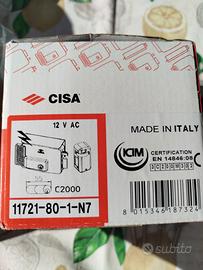 CISA
12 V AC
MADE IN ITALY
ICIM
CERTIFICATION
EN 14846:08
C2000
11721-80-1-N7
8 015346 187324
subito